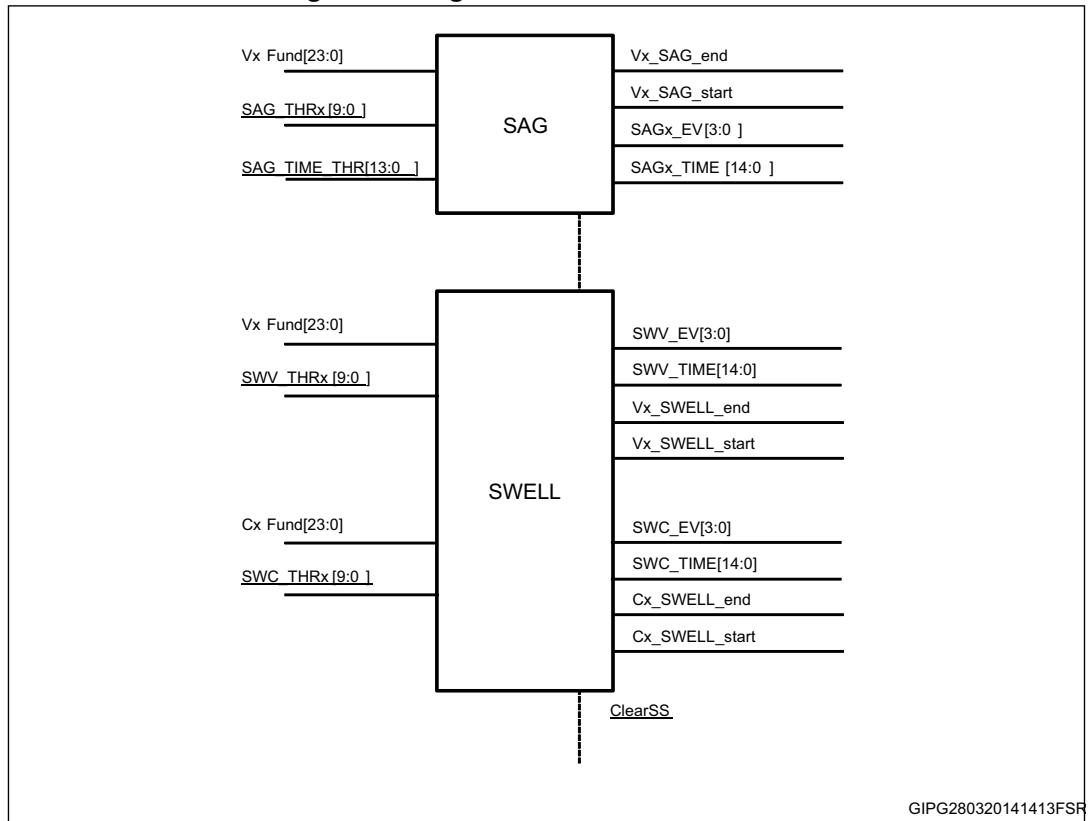 Vx Fund[23:0]
SAG_THRx [9:0 ]
SAG_TIME_THR[13:0 ]
SAG
Vx_SAG_end
Vx_SAG_start
SAGx_EV[3:0 ]
SAGx_TIME [14:0 ]
Vx Fund[23:0]
SWV_THRx [9:0 ]
Cx Fund[23:0]
SWC_THRx [9:0 ]
SWELL
SWV_EV[3:0]
SWV_TIME[14:0]
Vx_SWELL_end
Vx_SWELL_start
SWC_EV[3:0]
SWC_TIME[14:0]
Cx_SWELL_end
Cx_SWELL_start
ClearSS
GIPG280320141413FSR